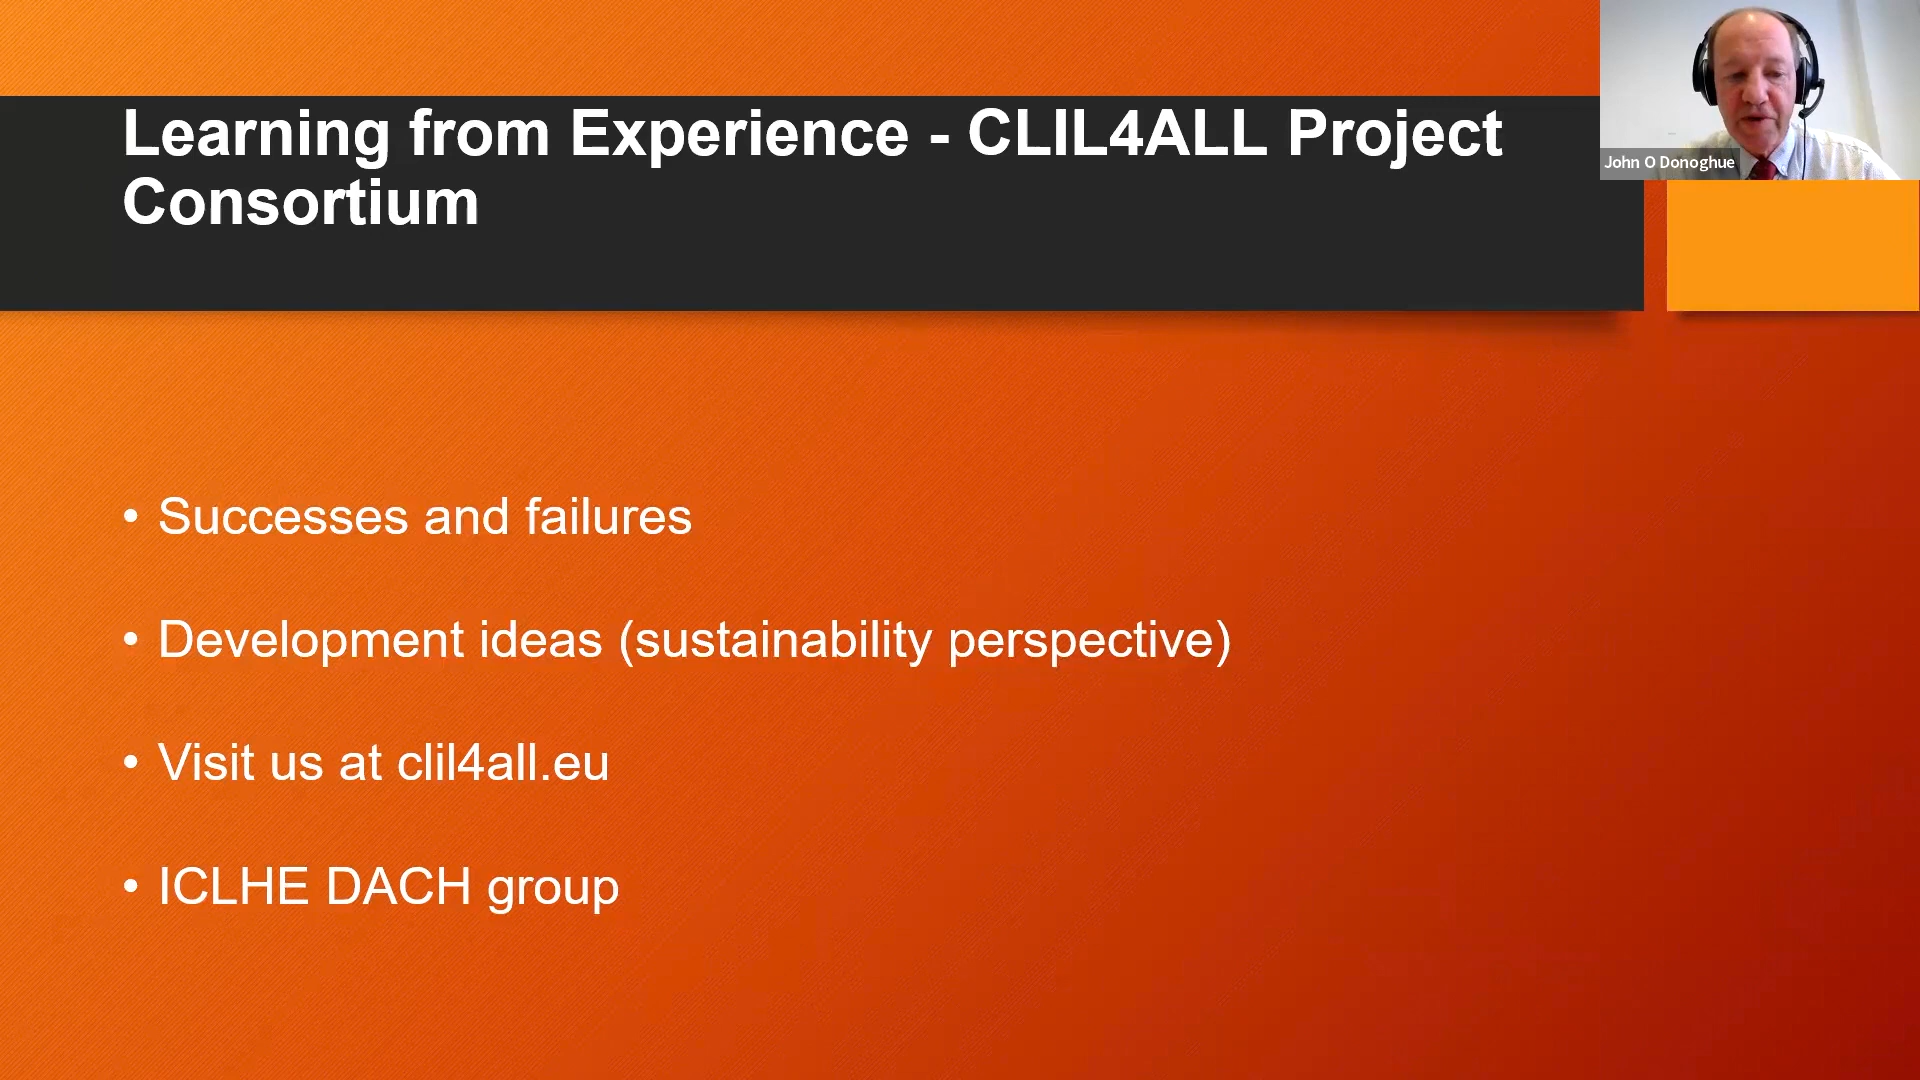 Learning from Experience - CLIL4ALL Project
Consortium
John O Donoghue
• Successes and failures
• Development ideas (sustainability perspective)
• Visit us at clil4all.eu
• ICLHE DACH group